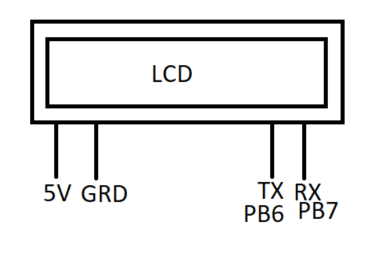 LCD
5V GRD
TX RX
PB6 PB7